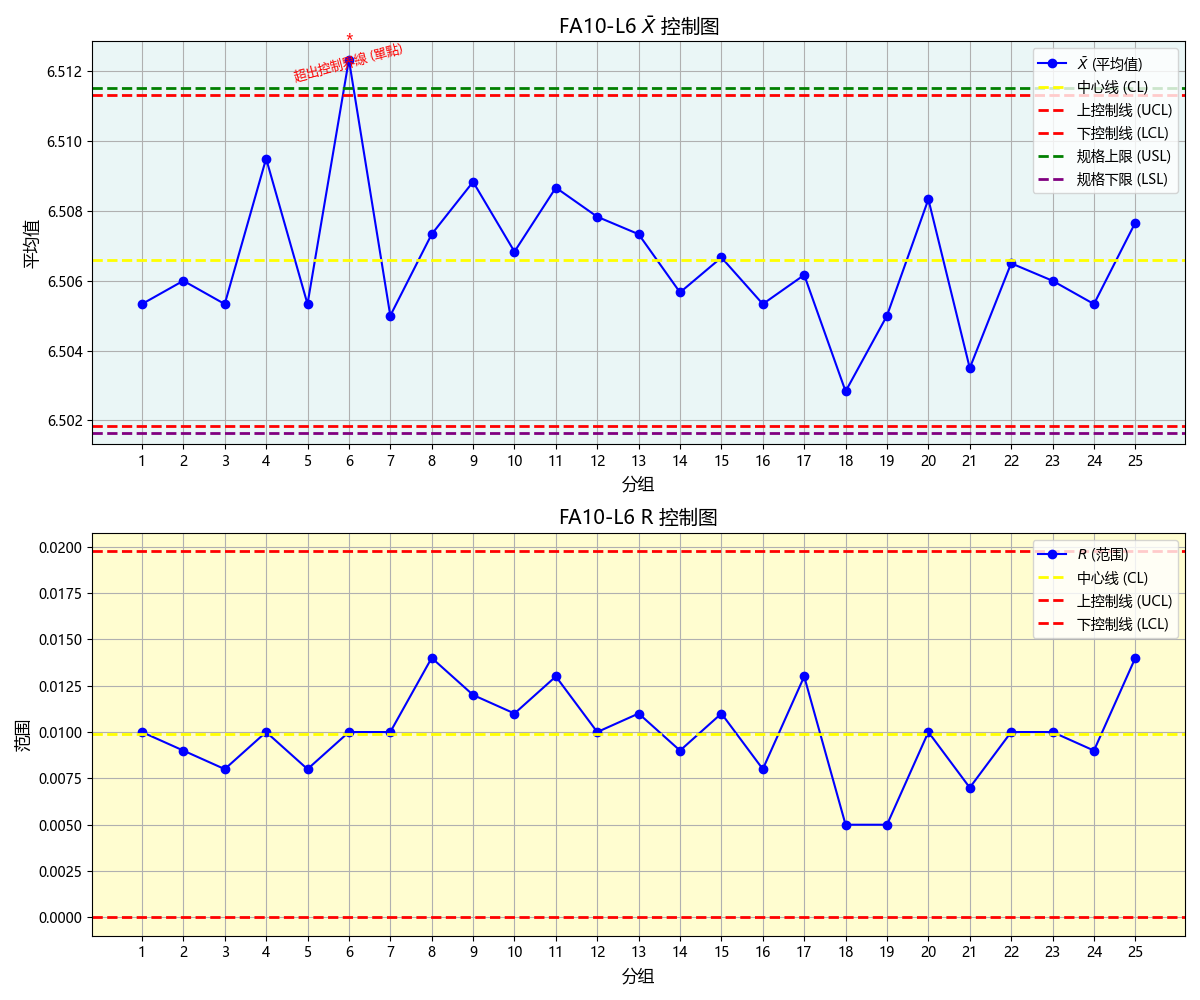 FA10-L6 X̄ 控制图
*
超出控制界線 (單點)
X̄ (平均值)
中心线 (CL)
上控制线 (UCL)
下控制线 (LCL)
规格上限 (USL)
规格下限 (LSL)
平均值
6.512
6.510
6.508
6.506
6.504
6.502
1 2 3 4 5 6 7 8 9 10 11 12 13 14 15 16 17 18 19 20 21 22 23 24 25
分组
FA10-L6 R 控制图
R (范围)
中心线 (CL)
上控制线 (UCL)
下控制线 (LCL)
范围
0.0200
0.0175
0.0150
0.0125
0.0100
0.0075
0.0050
0.0025
0.0000
1 2 3 4 5 6 7 8 9 10 11 12 13 14 15 16 17 18 19 20 21 22 23 24 25
分组